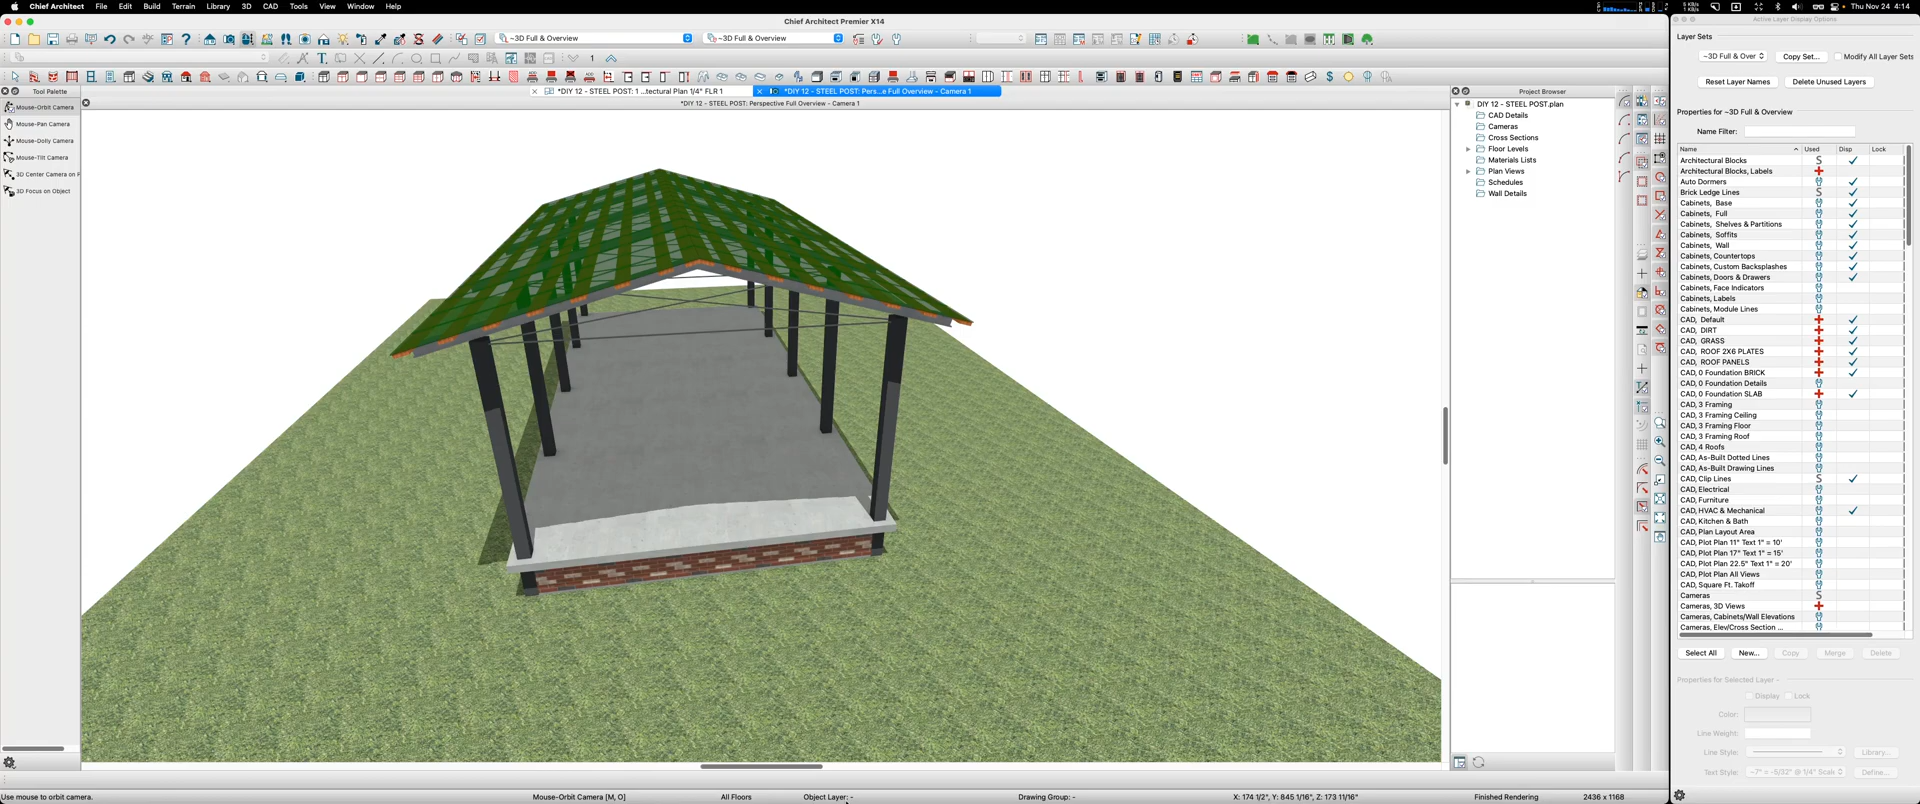 Chief Architect File Edit Build Terrain Library 3D CAD Tools View Window Help
Thu Nov 24 4:14
Chief Architect Premier X14
~3D Full & Overview
~3D Full & Overview
1
Tool Palette
*DIY 12 - STEEL POST: 1 ...tectural Plan 1/4" FLR 1
*DIY 12 - STEEL POST: Pers...e Full Overview - Camera 1
*DIY 12 - STEEL POST: Perspective Full Overview - Camera 1
Mouse-Orbit Camera
Mouse-Pan Camera
Mouse-Dolly Camera
Mouse-Tilt Camera
3D Center Camera on P
3D Focus on Object
Project Browser
DIY 12 - STEEL POST.plan
CAD Details
Cameras
Cross Sections
Floor Levels
Materials Lists
Plan Views
Schedules
Wall Details
Active Layer Display Options
Layer Sets
~3D Full & Over
Copy Set...
Modify All Layer Sets
Reset Layer Names
Delete Unused Layers
Properties for ~3D Full & Overview
Name Filter:
Name Used Disp Lock
Architectural Blocks S
Architectural Blocks, Labels
Auto Dormers
Brick Ledge Lines S
Cabinets, Base
Cabinets, Full
Cabinets, Shelves & Partitions
Cabinets, Soffits
Cabinets, Wall
Cabinets, Countertops
Cabinets, Custom Backsplashes
Cabinets, Doors & Drawers
Cabinets, Face Indicators
Cabinets, Labels
Cabinets, Module Lines
CAD, Default
CAD, DIRT
CAD, GRASS
CAD, ROOF 2X6 PLATES
CAD, ROOF PANELS
CAD, 0 Foundation BRICK
CAD, 0 Foundation Details
CAD, 0 Foundation SLAB
CAD, 3 Framing
CAD, 3 Framing Ceiling
CAD, 3 Framing Floor
CAD, 3 Framing Roof
CAD, 4 Roofs
CAD, As-Built Dotted Lines
CAD, As-Built Drawing Lines
CAD, Clip Lines S
CAD, Electrical
CAD, Furniture
CAD, HVAC & Mechanical
CAD, Kitchen & Bath
CAD, Plan Layout Area
CAD, Plot Plan 11" Text 1" = 10'
CAD, Plot Plan 17" Text 1" = 15'
CAD, Plot Plan 22.5" Text 1" = 20'
CAD, Plot Plan All Views
CAD, Square Ft. Takoff
Cameras S
Cameras, 3D Views
Cameras, Cabinets/Wall Elevations
Cameras, Elev/Cross Section ...
Select All New... Copy Merge Delete
Properties for Selected Layer -
Display Lock
Color:
Line Weight:
Line Style: Library...
Text Style: Define...
Use mouse to orbit camera.
Mouse-Orbit Camera [M, O]
All Floors
Object Layer: -
Drawing Group: -
X: 174 1/2", Y: 845 1/16", Z: 173 11/16"
Finished Rendering
2436 x 1168